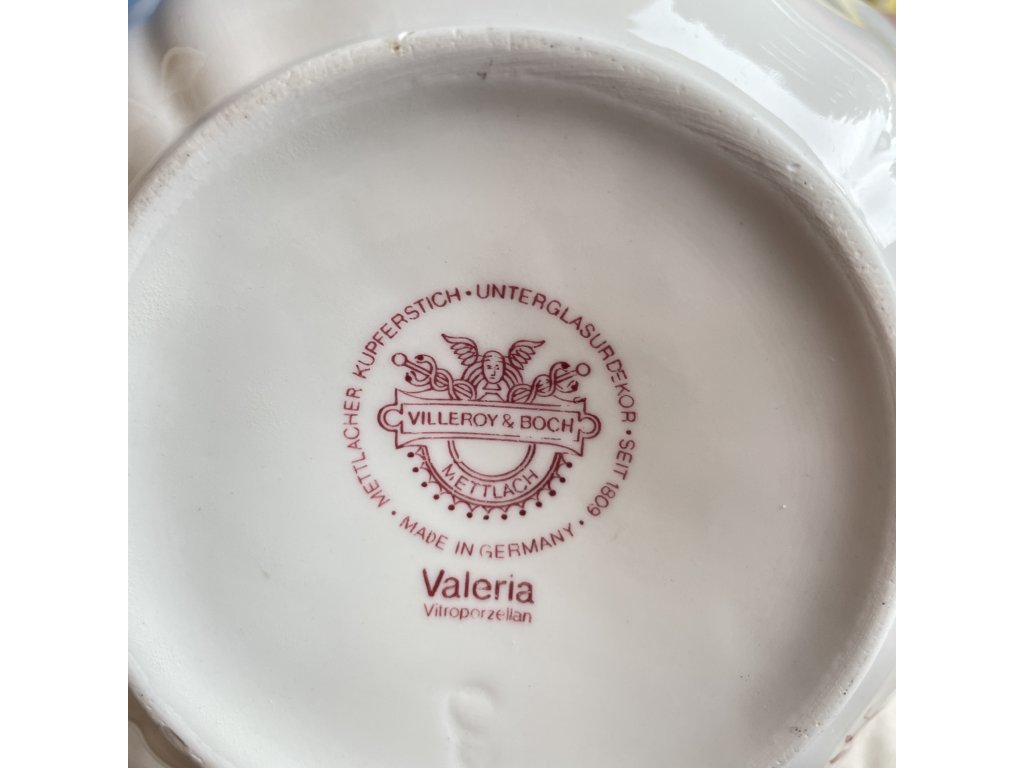 METTLACHER KUPFERSTICH • UNTERGLASURDEKOR • SEIT 1809 •
VILLEROY & BOCH
METTLACH
MADE IN GERMANY •
Valeria
Vitroporzellan